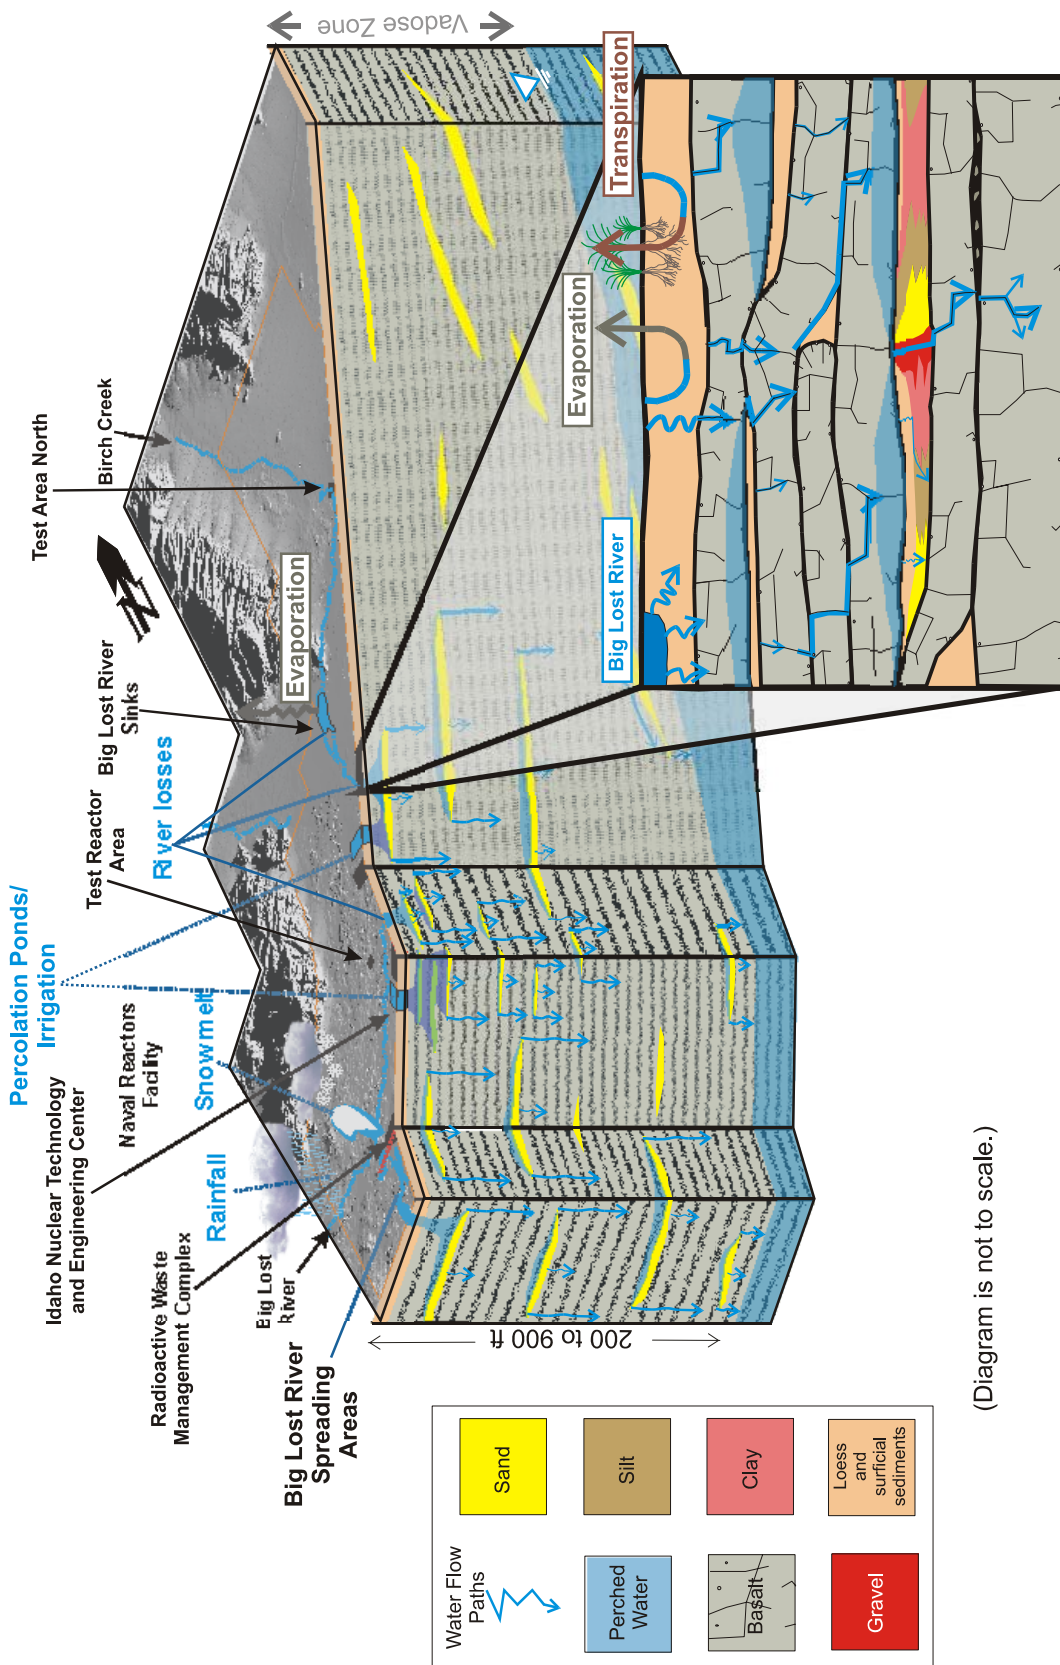 Percolation Ponds/
Irrigation
Idaho Nuclear Technology
and Engineering Center
Radioactive Waste
Management Complex
Big Lost
River
Big Lost River
Spreading
Areas
Rainfall
Snowmelt
Naval Reactors
Facility
Test Reactor
Area
River losses
Big Lost River
Sinks
Evaporation
N
Test Area North
Birch Creek
Vadose Zone
200 to 900 ft
Big Lost River
Evaporation
Transpiration
Water Flow
Paths
Sand
Perched
Water
Silt
Basalt
Clay
Gravel
Loess
and
surficial
sediments
(Diagram is not to scale.)